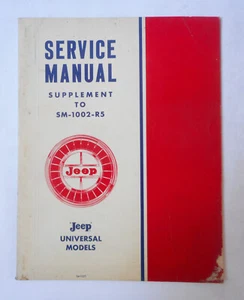 SERVICE
MANUAL
SUPPLEMENT
TO
SM-1002-R5
Jeep
'Jeep'
UNIVERSAL
MODELS